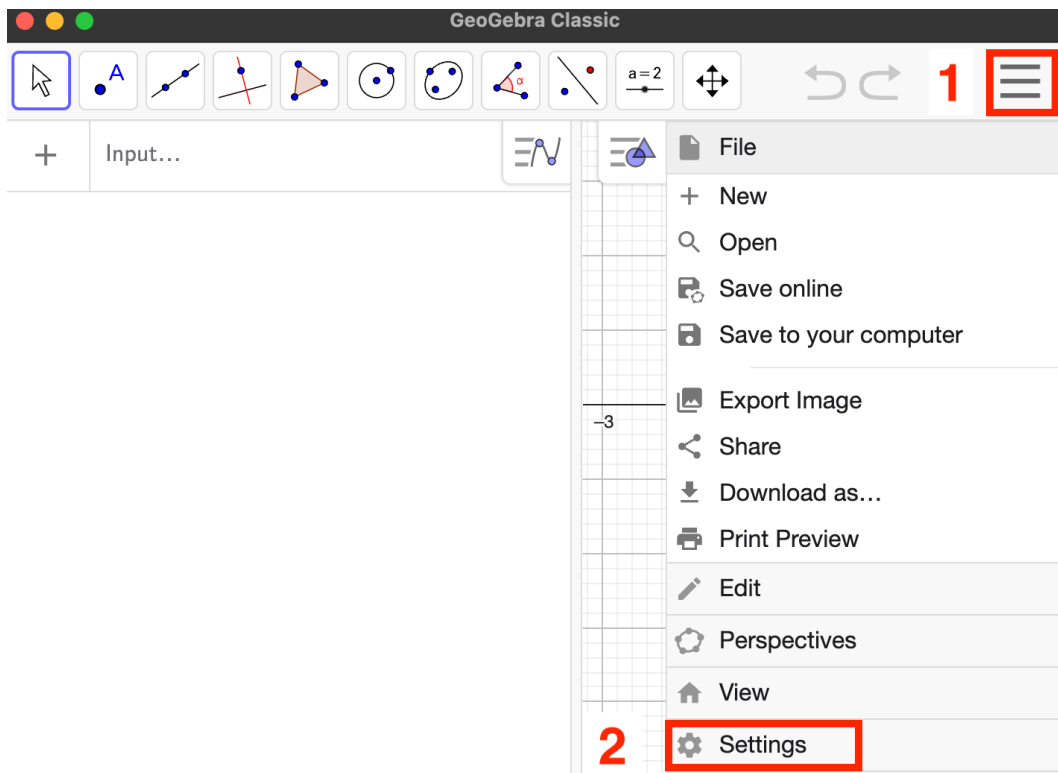 GeoGebra Classic
A
α
a = 2
1
+ Input…
File
New
Open
Save online
Save to your computer
Export Image
–3
Share
Download as…
Print Preview
Edit
Perspectives
View
2
Settings